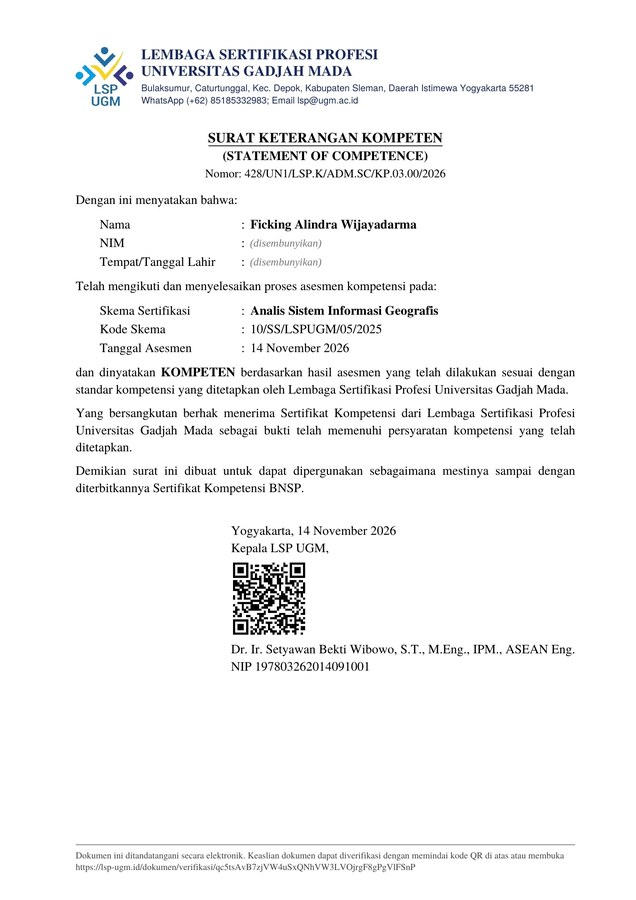 LSP
UGM
LEMBAGA SERTIFIKASI PROFESI
UNIVERSITAS GADJAH MADA
Bulaksumur, Caturtunggal, Kec. Depok, Kabupaten Sleman, Daerah Istimewa Yogyakarta 55281
WhatsApp (+62) 85185332983; Email lsp@ugm.ac.id
SURAT KETERANGAN KOMPETEN
(STATEMENT OF COMPETENCE)
Nomor: 428/UN1/LSP.K/ADM.SC/KP.03.00/2026
Dengan ini menyatakan bahwa:
Nama : Ficking Alindra Wijayadarma
NIM : (disembunyikan)
Tempat/Tanggal Lahir : (disembunyikan)
Telah mengikuti dan menyelesaikan proses asesmen kompetensi pada:
Skema Sertifikasi : Analis Sistem Informasi Geografis
Kode Skema : 10/SS/LSPUGM/05/2025
Tanggal Asesmen : 14 November 2026
dan dinyatakan KOMPETEN berdasarkan hasil asesmen yang telah dilakukan sesuai dengan
standar kompetensi yang ditetapkan oleh Lembaga Sertifikasi Profesi Universitas Gadjah Mada.
Yang bersangkutan berhak menerima Sertifikat Kompetensi dari Lembaga Sertifikasi Profesi
Universitas Gadjah Mada sebagai bukti telah memenuhi persyaratan kompetensi yang telah
ditetapkan.
Demikian surat ini dibuat untuk dapat dipergunakan sebagaimana mestinya sampai dengan
diterbitkannya Sertifikat Kompetensi BNSP.
Yogyakarta, 14 November 2026
Kepala LSP UGM,
Dr. Ir. Setyawan Bekti Wibowo, S.T., M.Eng., IPM., ASEAN Eng.
NIP 197803262014091001
Dokumen ini ditandatangani secara elektronik. Keaslian dokumen dapat diverifikasi dengan memindai kode QR di atas atau membuka
https://lsp-ugm.id/dokumen/verifikasi/qc5tsAvB7zjVW4uSxQNhVW3LVOjrgF8gPgVlFSnP